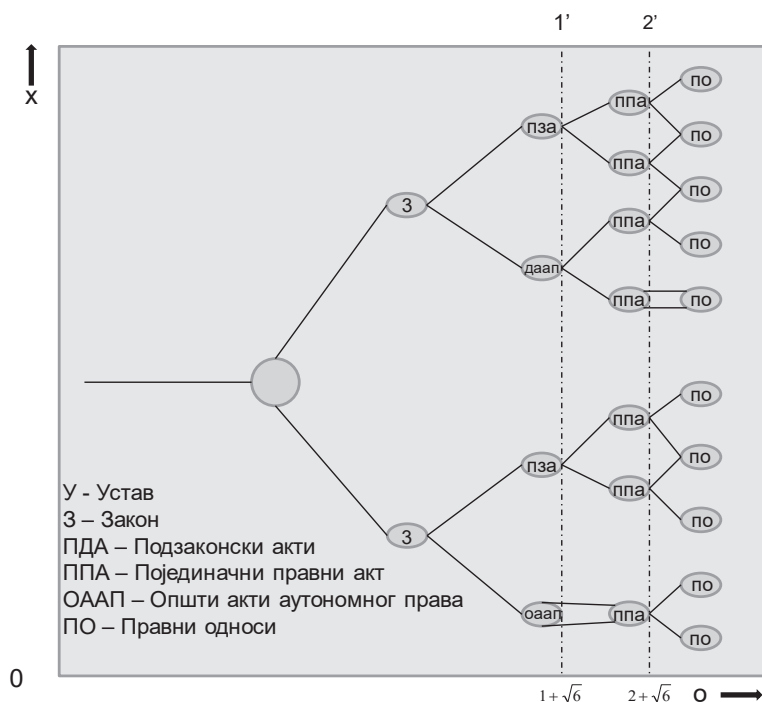 1’ 2’
x
по
ппа
по
пза
ппа
по
З
ппа
по
даап
ппа по
по
ппа
по
пза
ппа
У - Устав
З – Закон
по
З
ПДА – Подзаконски акти
ППА – Појединачни правни акт
по
ОААП – Општи акти аутономног права
оаап ппа
ПО – Правни односи
по
0
1 + √6 2 + √6 о